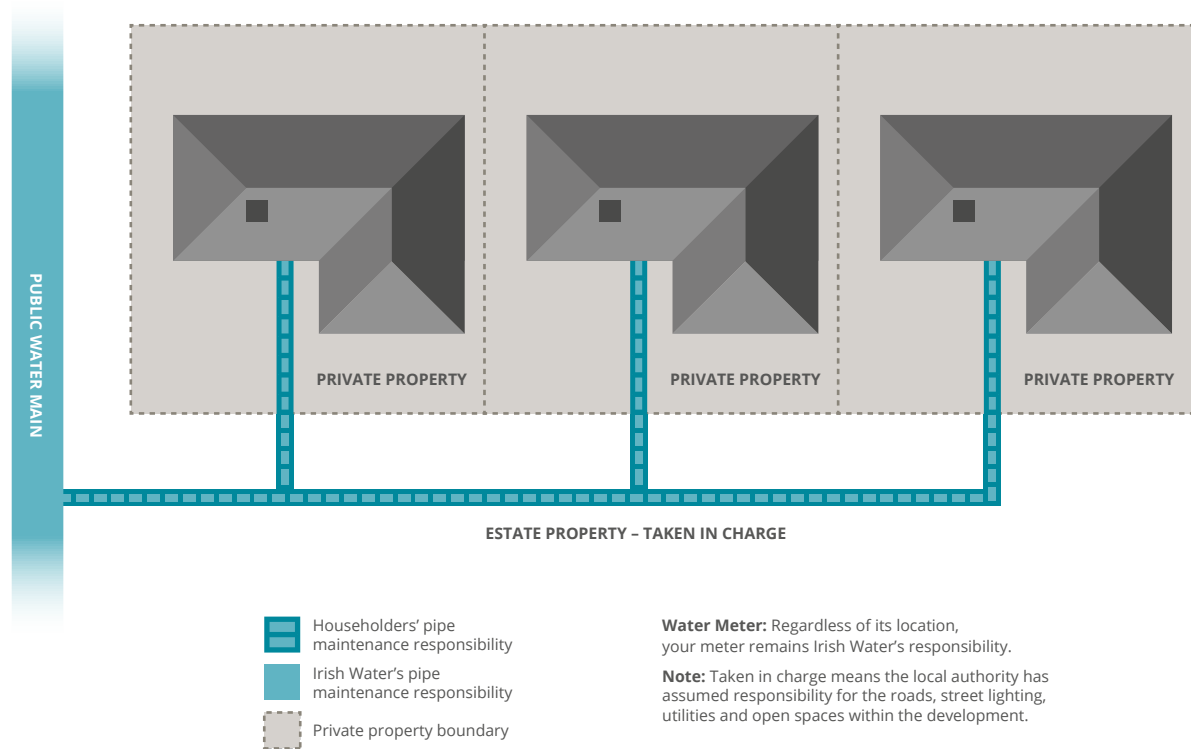 PUBLIC WATER MAIN
PRIVATE PROPERTY
PRIVATE PROPERTY
PRIVATE PROPERTY
ESTATE PROPERTY – TAKEN IN CHARGE
Householders’ pipe
maintenance responsibility
Irish Water’s pipe
maintenance responsibility
Private property boundary
Water Meter: Regardless of its location,
your meter remains Irish Water’s responsibility.
Note: Taken in charge means the local authority has
assumed responsibility for the roads, street lighting,
utilities and open spaces within the development.